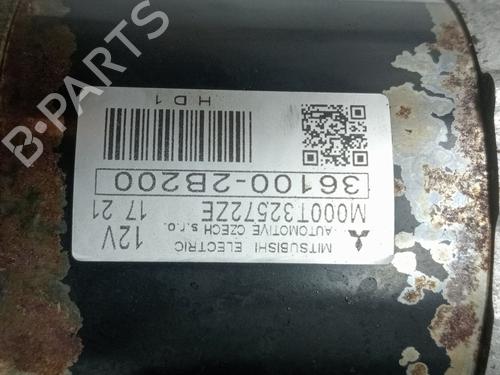 MITSUBISHI ELECTRIC
AUTOMOTIVE CZECH s.r.o.
12V
M000T32572ZE
17 21
36100-2B200
HD1
B-PARTS